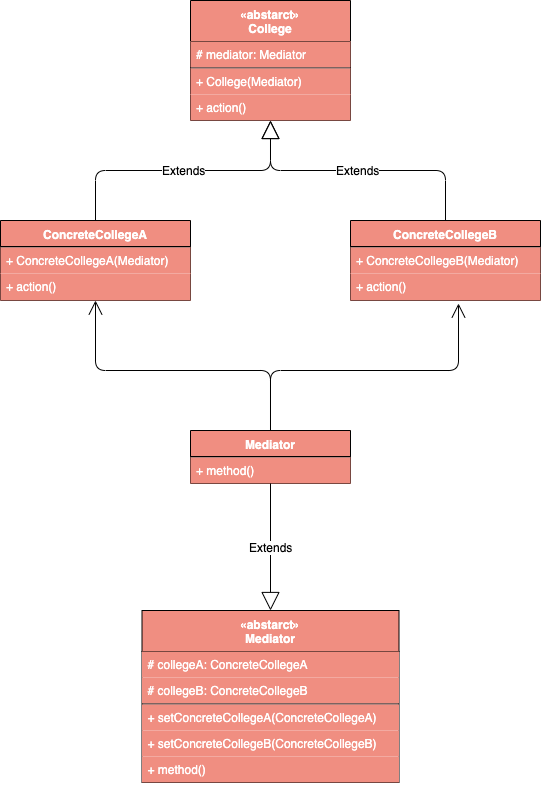 «abstarct»
College
# mediator: Mediator
+ College(Mediator)
+ action()
Extends
Extends
ConcreteCollegeA
+ ConcreteCollegeA(Mediator)
+ action()
ConcreteCollegeB
+ ConcreteCollegeB(Mediator)
+ action()
Mediator
+ method()
Extends
«abstarct»
Mediator
# collegeA: ConcreteCollegeA
# collegeB: ConcreteCollegeB
+ setConcreteCollegeA(ConcreteCollegeA)
+ setConcreteCollegeB(ConcreteCollegeB)
+ method()